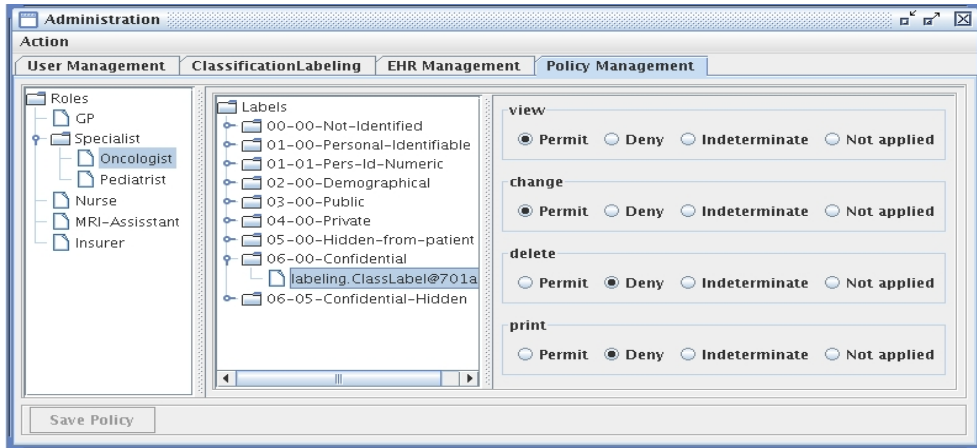 Administration
Action
User Management
ClassificationLabeling
EHR Management
Policy Management
Roles
GP
Specialist
Oncologist
Pediatrist
Nurse
MRI-Assisstant
Insurer
Labels
00-00-Not-Identified
01-00-Personal-Identifiable
01-01-Pers-Id-Numeric
02-00-Demographical
03-00-Public
04-00-Private
05-00-Hidden-from-patient
06-00-Confidential
labeling.ClassLabel@701a
06-05-Confidential-Hidden
view
Permit Deny Indeterminate Not applied
change
Permit Deny Indeterminate Not applied
delete
Permit Deny Indeterminate Not applied
print
Permit Deny Indeterminate Not applied
Save Policy